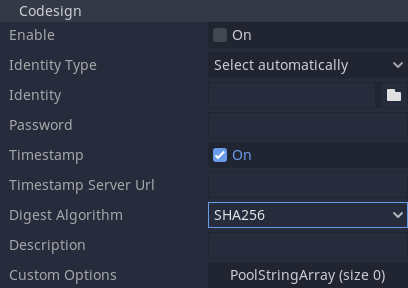 Codesign
Enable On
Identity Type Select automatically
Identity
Password
Timestamp On
Timestamp Server Url
Digest Algorithm SHA256
Description
Custom Options PoolStringArray (size 0)